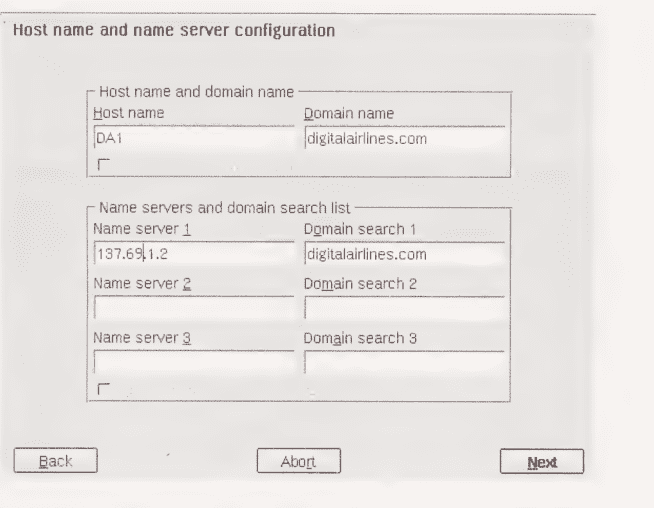 Host name and name server configuration
Host name and domain name
Host name Domain name
DA1 digitalairlines.com
Name servers and domain search list
Name server 1 Domain search 1
137.69.1.2 digitalairlines.com
Name server 2 Domain search 2
Name server 3 Domain search 3
Back Abort Next